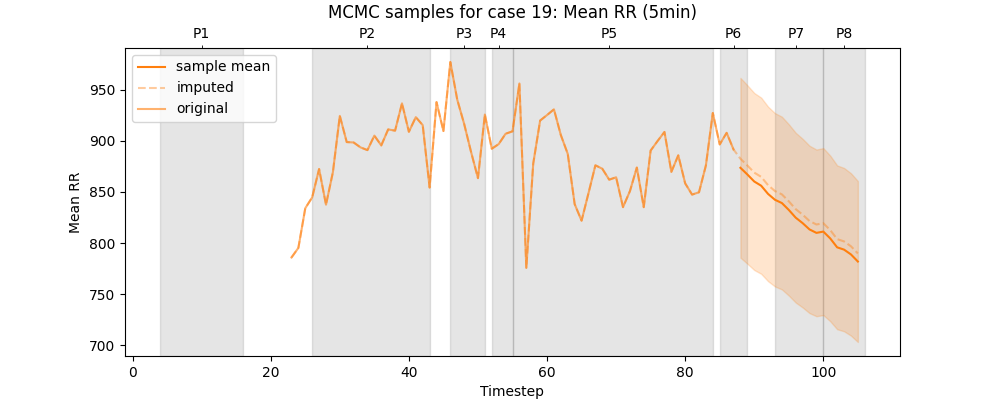 MCMC samples for case 19: Mean RR (5min)
P1 P2 P3 P4 P5 P6 P7 P8
sample mean
imputed
original
Mean RR
950
900
850
800
750
700
0 20 40 60 80 100
Timestep